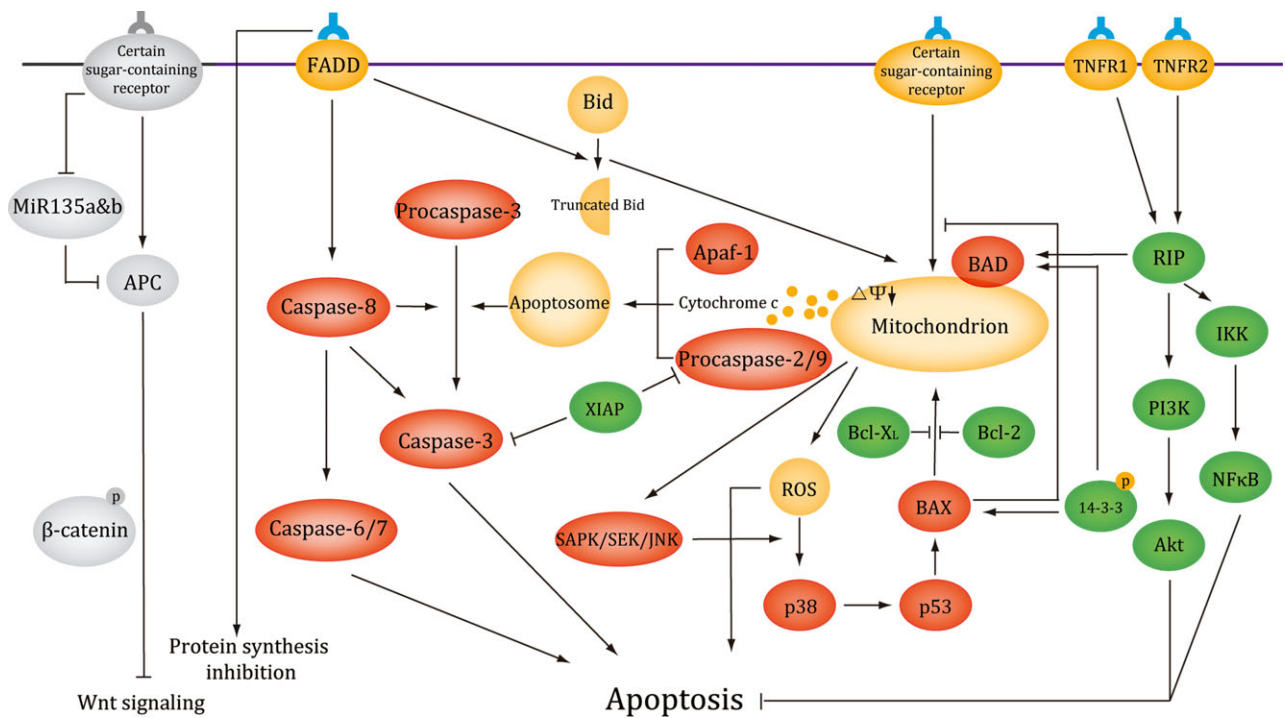 Certain
sugar-containing
receptor
FADD
Certain
sugar-containing
receptor
TNFR1
TNFR2
Bid
MiR135a&b
Procaspase-3
Truncated Bid
Apaf-1
BAD
RIP
APC
Caspase-8
Apoptosome
Cytochrome c
△Ψ
Mitochondrion
IKK
Procaspase-2/9
XIAP
PI3K
Caspase-3
Bcl-XL
Bcl-2
ROS
NFκB
p
β-catenin
Caspase-6/7
SAPK/SEK/JNK
BAX
p
14-3-3
Akt
p38
p53
Protein synthesis
inhibition
Wnt signaling
Apoptosis